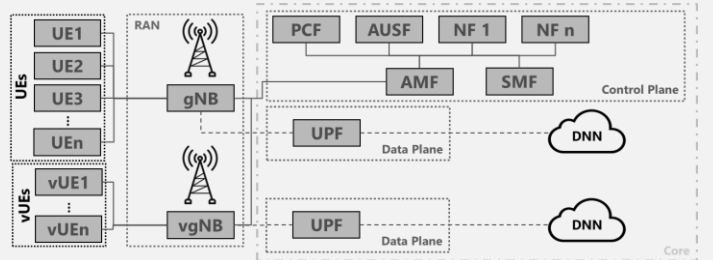 UEs
UE1
UE2
UE3
UEn
vUEs
vUE1
vUEn
RAN
gNB
vgNB
PCF
AUSF
NF 1
NF n
AMF
SMF
Control Plane
UPF
Data Plane
DNN
UPF
Data Plane
DNN
Core